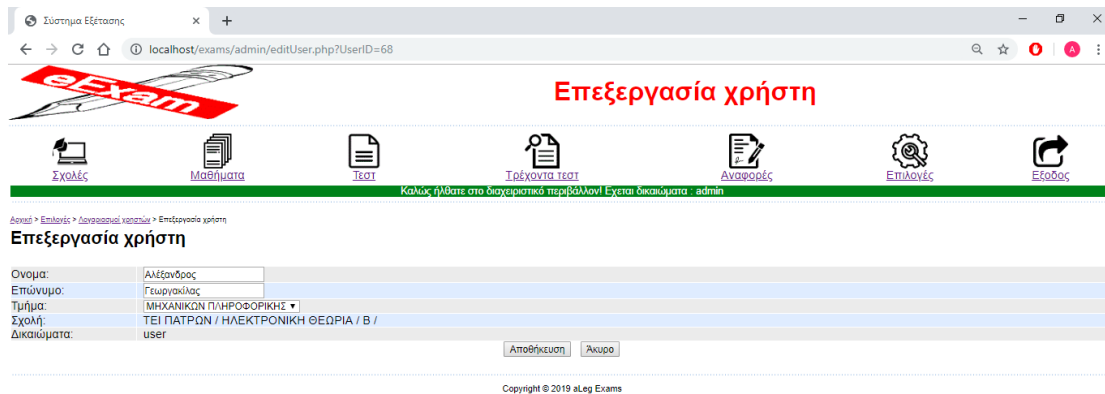 Σύστημα Εξέτασης
localhost/exams/admin/editUser.php?UserID=68
A
eExam
Επεξεργασία χρήστη
Σχολές Μαθήματα Τεστ Τρέχοντα τεστ Αναφορές Επιλογές Εξοδος
Καλώς ήλθατε στο διαχειριστικό περιβάλλον! Εχεται δικαιώματα : admin
Αρχική > Επιλογές > Λογαριασμοί χρηστών > Επεξεργασία χρήστη
Επεξεργασία χρήστη
Ονομα: Αλέξανδρος
Επώνυμο: Γεωργακίλας
Τμήμα: ΜΗΧΑΝΙΚΩΝ ΠΛΗΡΟΦΟΡΙΚΗΣ
Σχολή: ΤΕΙ ΠΑΤΡΩΝ / ΗΛΕΚΤΡΟΝΙΚΗ ΘΕΩΡΙΑ / Β /
Δικαιώματα: user
Αποθήκευση Άκυρο
Copyright © 2019 aLeg Exams